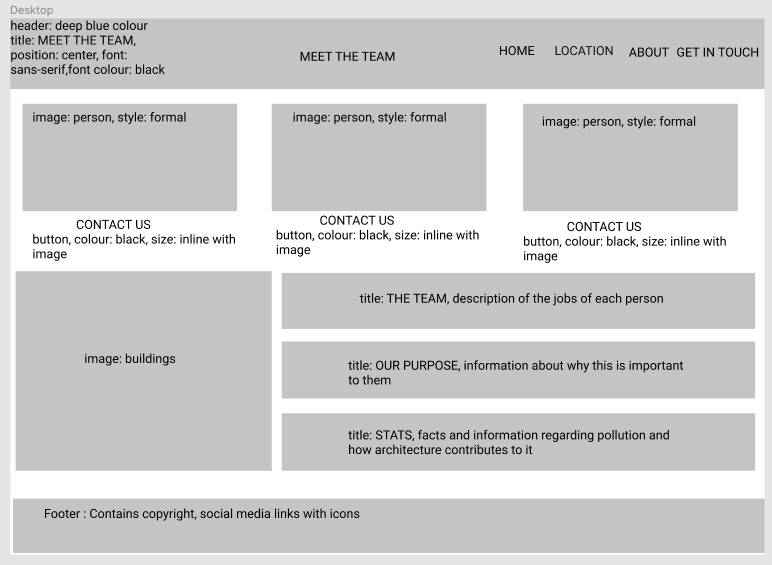 Desktop
header: deep blue colour
title: MEET THE TEAM,
position: center, font:
sans-serif,font colour: black
MEET THE TEAM
HOME
LOCATION
ABOUT
GET IN TOUCH
image: person, style: formal
image: person, style: formal
image: person, style: formal
CONTACT US
button, colour: black, size: inline with
image
CONTACT US
button, colour: black, size: inline with
image
CONTACT US
button, colour: black, size: inline with
image
image: buildings
title: THE TEAM, description of the jobs of each person
title: OUR PURPOSE, information about why this is important
to them
title: STATS, facts and information regarding pollution and
how architecture contributes to it
Footer : Contains copyright, social media links with icons